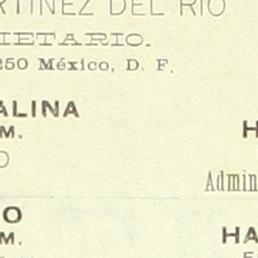 RTINEZ DEL RIO
IETARIO.
250 México, D. F.
ALINA
M.
O
H
Admin
O
M.
HA